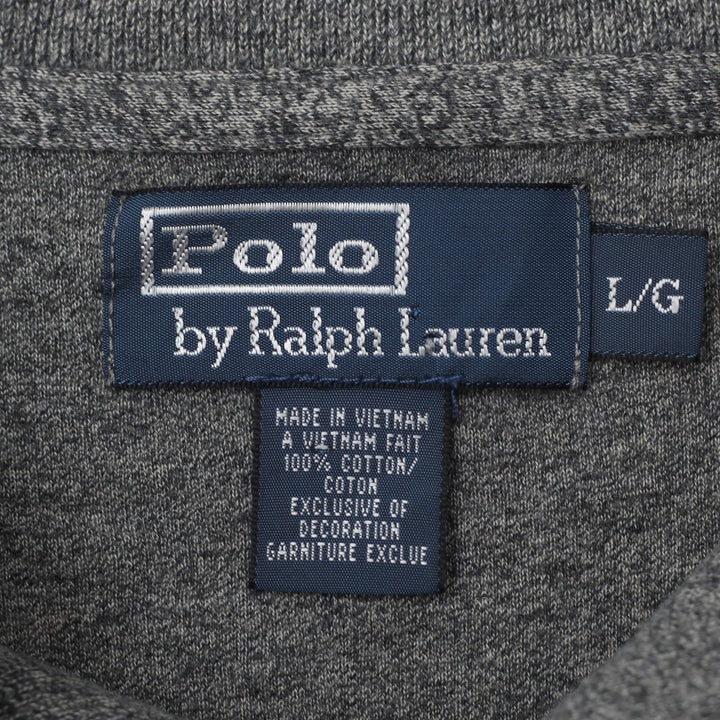 Polo
by Ralph Lauren
L/G
MADE IN VIETNAM
A VIETNAM FAIT
100% COTTON/
COTON
EXCLUSIVE OF
DECORATION
GARNITURE EXCLUE